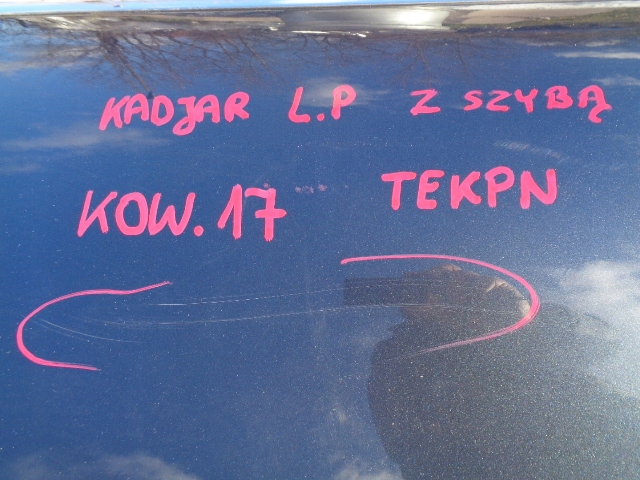 KADJAR L.P Z SZYBĄ
KOW.17 TEKPN